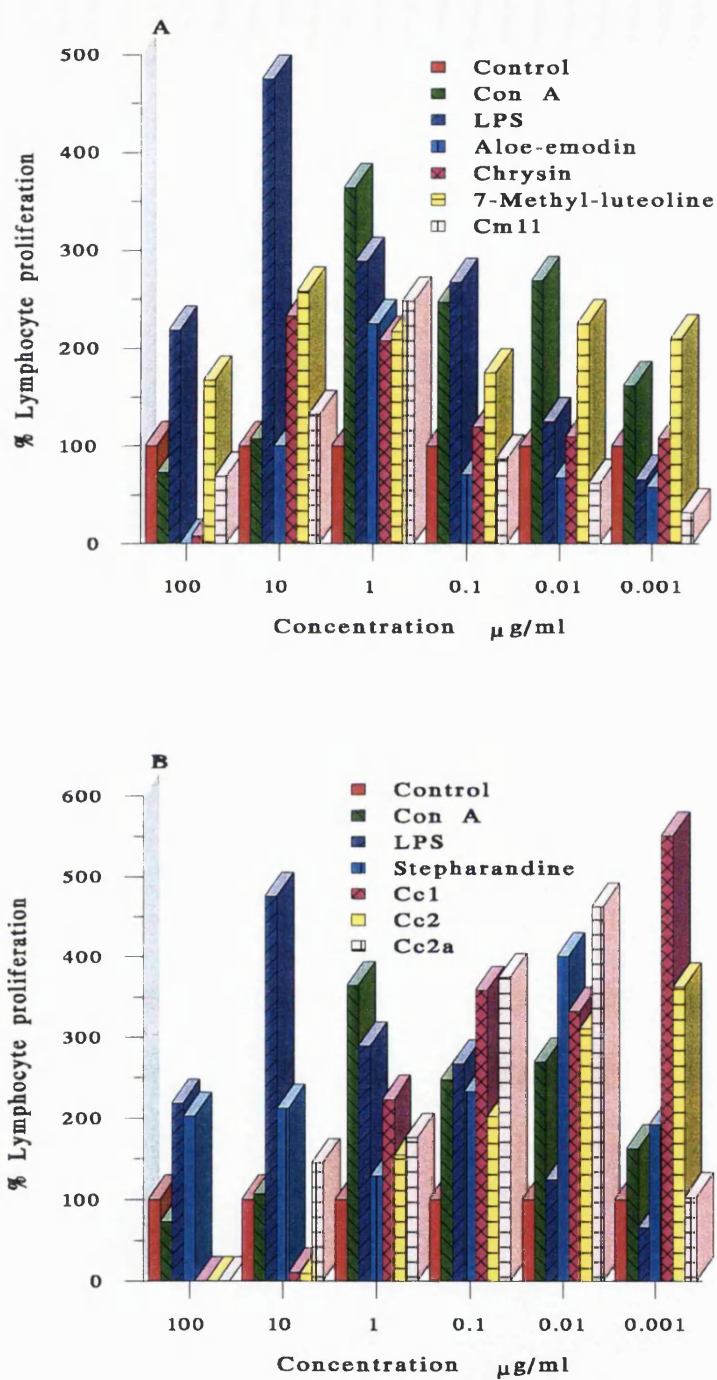 A
500
400
300
200
100
0
% Lymphocyte proliferation
Control
Con A
LPS
Aloe-emodin
Chrysin
7-Methyl-luteoline
Cm11
100 10 1 0.1 0.01 0.001
Concentration µg/ml
B
600
500
400
300
200
100
0
% Lymphocyte proliferation
Control
Con A
LPS
Stepharandine
Cc1
Cc2
Cc2a
100 10 1 0.1 0.01 0.001
Concentration µg/ml